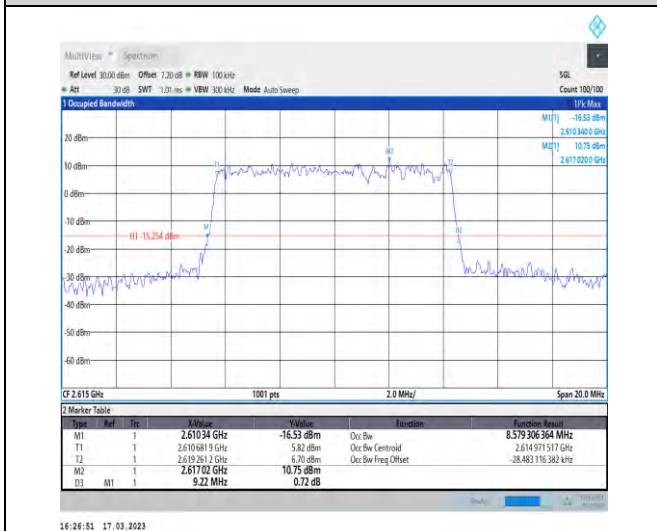 MultiView Spectrum
Ref Level 30.00 dBm Offset 7.20 dB RBW 100 kHz SGL
Att 30 dB SWT 1.01 ms VBW 300 kHz Mode Auto Sweep Count 100/100
1 Occupied Bandwidth 1Pk Max
M1[1] -16.53 dBm
2.610340 0 GHz
M2[1] 10.75 dBm
2.617020 0 GHz
20 dBm
M2
T1 T2
10 dBm
0 dBm
-10 dBm
M1
H1 -15.254 dBm
D3
-20 dBm
-30 dBm
-40 dBm
-50 dBm
-60 dBm
CF 2.615 GHz 1001 pts 2.0 MHz/ Span 20.0 MHz
2 Marker Table
Type Ref Trc X-Value Y-Value Function Function Result
M1 1 2.61034 GHz -16.53 dBm Occ Bw 8.579 306 364 MHz
T1 1 2.610 681 9 GHz 5.82 dBm Occ Bw Centroid 2.614 971 517 GHz
T2 1 2.619 261 2 GHz 6.70 dBm Occ Bw Freq Offset -28.483 116 382 kHz
M2 1 2.617 02 GHz 10.75 dBm
D3 M1 1 9.22 MHz 0.72 dB
16:26:51 17.03.2023